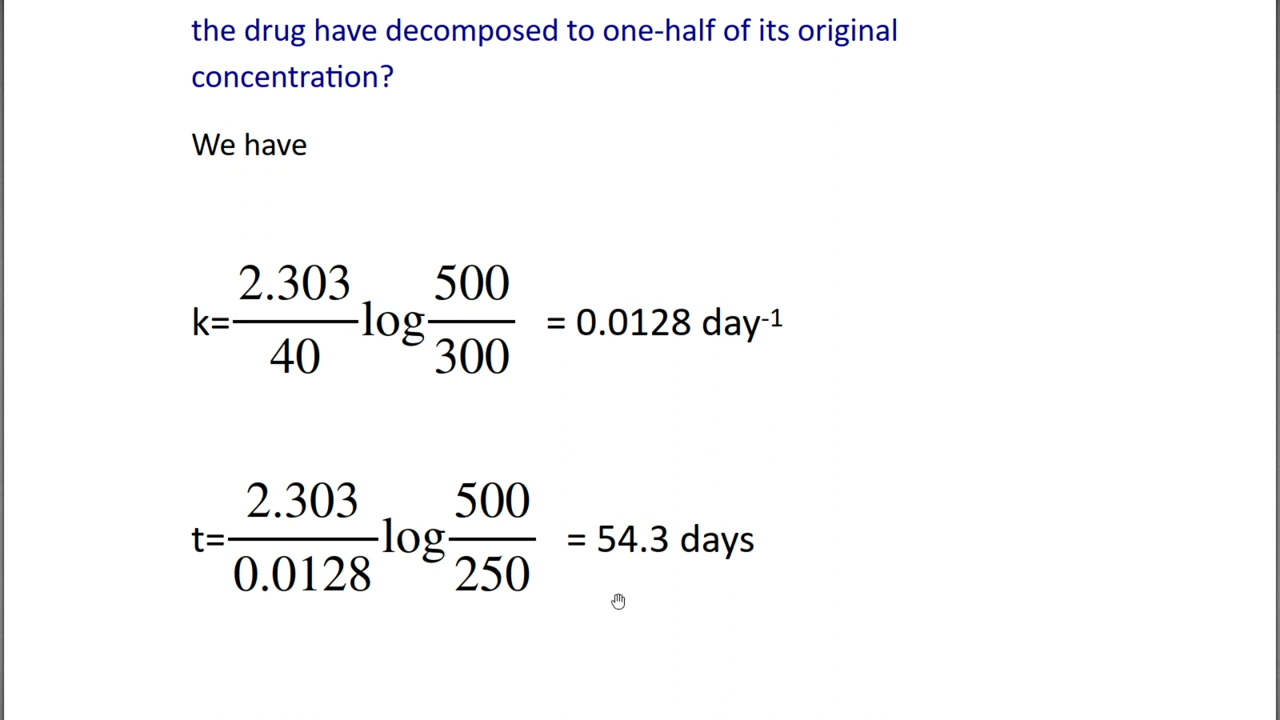 the drug have decomposed to one-half of its original
concentration?
We have
k= 2.303/40 log 500/300 = 0.0128 day⁻¹
t= 2.303/0.0128 log 500/250 = 54.3 days